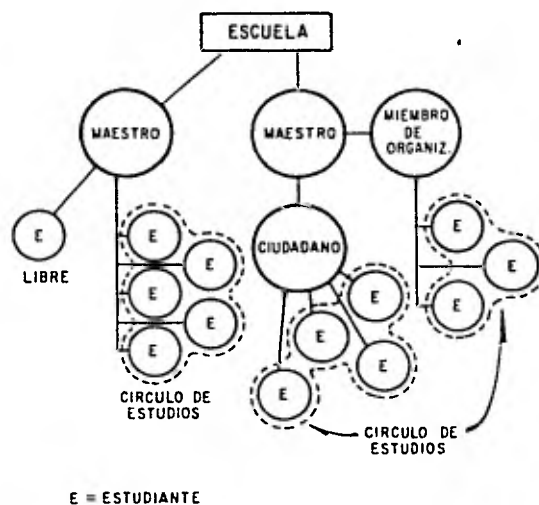 ESCUELA
MAESTRO
MAESTRO
MIEMBRO
DE
ORGANIZ.
E
LIBRE
CIUDADANO
E
E
E
E
E
E
E
E
E
E
E
E
CIRCULO DE
ESTUDIOS
CIRCULO DE
ESTUDIOS
E = ESTUDIANTE